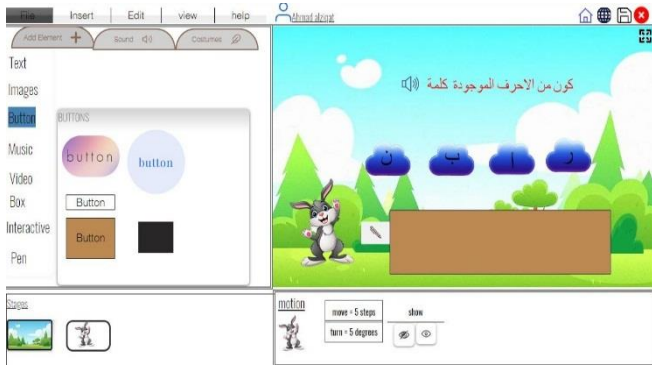 File Insert Edit view help Ahmad alzigat
Add Element Sound Costumes
Text
Images
Button
Music
Video
Box
Interactive
Pen
BUTTONS
button
button
Button
Button
كون من الاحرف الموجودة كلمة
ر ا ب ن
Stages
motion
move = 5 steps
turn = 5 degrees
show